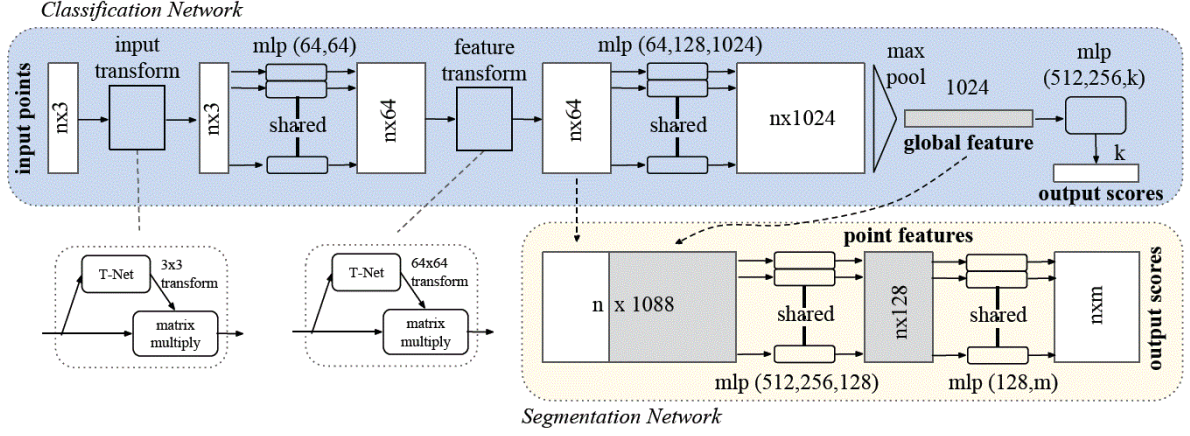 Classification Network
input points
nx3
input
transform
nx3
mlp (64,64)
shared
nx64
feature
transform
nx64
mlp (64,128,1024)
shared
nx1024
max
pool
1024
global feature
mlp
(512,256,k)
k
output scores
T-Net
3x3
transform
matrix
multiply
T-Net
64x64
transform
matrix
multiply
point features
n x 1088
shared
mlp (512,256,128)
nx128
shared
mlp (128,m)
nxm
output scores
Segmentation Network